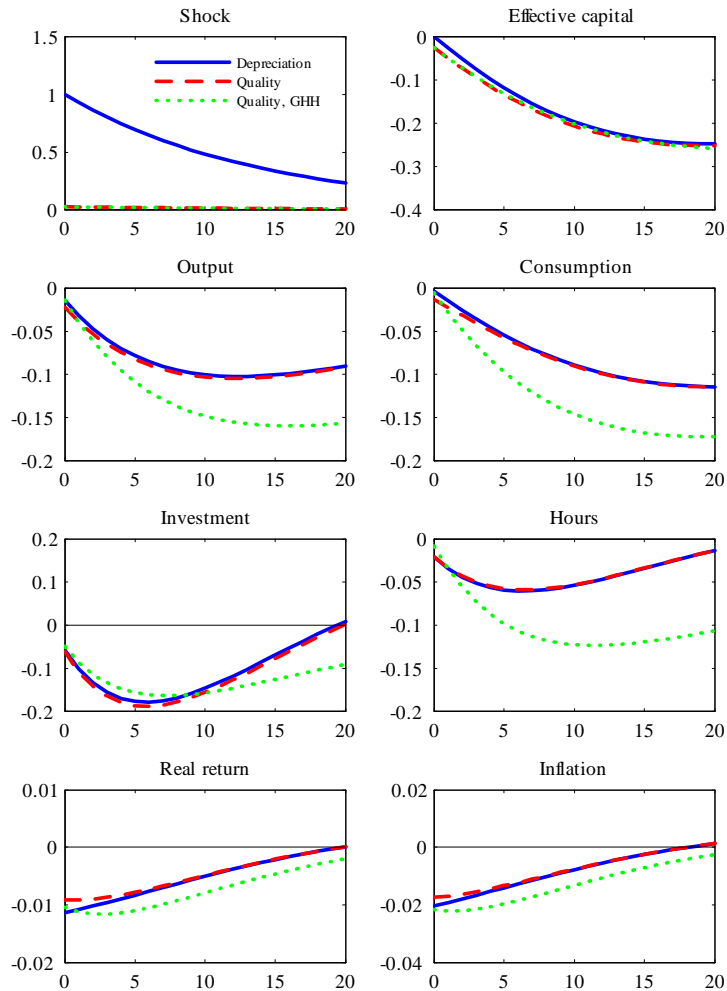 Shock
Effective capital
1.5
1
0.5
0
Depreciation
Quality
Quality, GHH
0 5 10 15 20
0
-0.1
-0.2
-0.3
-0.4
0 5 10 15 20
Output
Consumption
0
-0.05
-0.1
-0.15
-0.2
0 5 10 15 20
0
-0.05
-0.1
-0.15
-0.2
0 5 10 15 20
Investment
Hours
0.2
0.1
0
-0.1
-0.2
0 5 10 15 20
0
-0.05
-0.1
-0.15
-0.2
0 5 10 15 20
Real return
Inflation
0.01
0
-0.01
-0.02
0 5 10 15 20
0.02
0
-0.02
-0.04
0 5 10 15 20